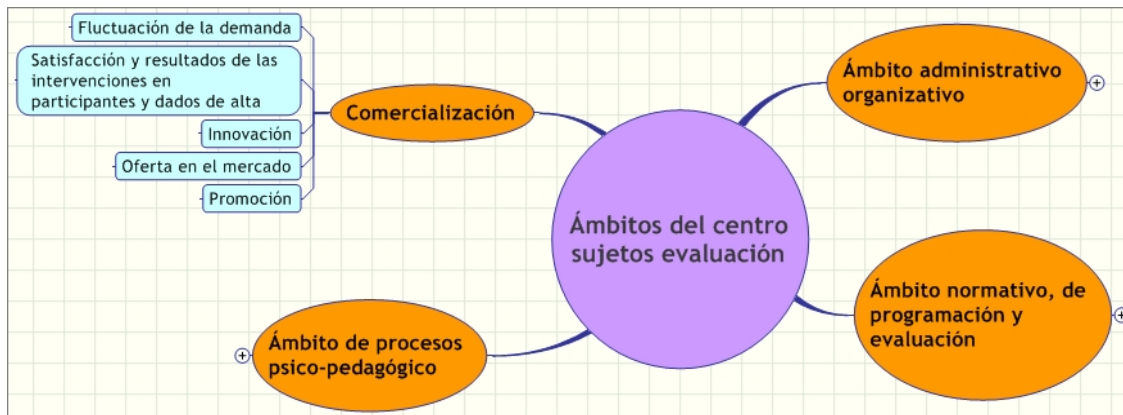 Fluctuación de la demanda
Satisfacción y resultados de las
intervenciones en
participantes y dados de alta
Innovación
Oferta en el mercado
Promoción
Comercialización
Ámbito administrativo
organizativo
Ámbitos del centro
sujetos evaluación
Ámbito normativo, de
programación y
evaluación
Ámbito de procesos
psico-pedagógico